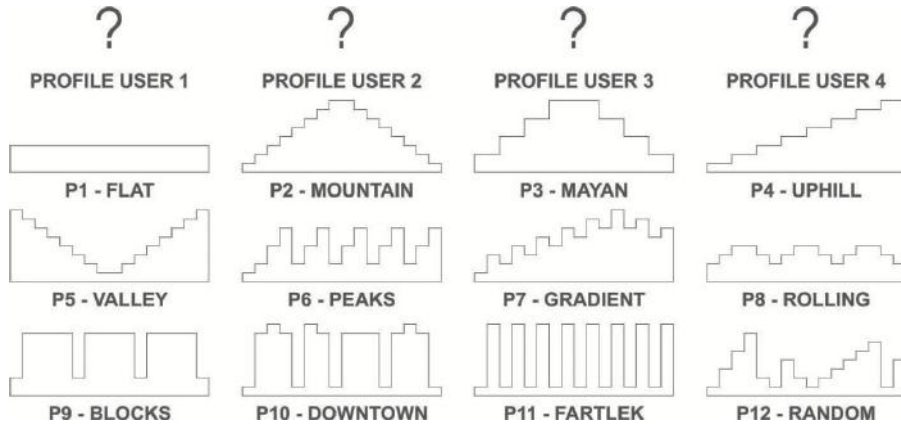 ? ? ? ?
PROFILE USER 1 PROFILE USER 2 PROFILE USER 3 PROFILE USER 4
P1 - FLAT P2 - MOUNTAIN P3 - MAYAN P4 - UPHILL
P5 - VALLEY P6 - PEAKS P7 - GRADIENT P8 - ROLLING
P9 - BLOCKS P10 - DOWNTOWN P11 - FARTLEK P12 - RANDOM